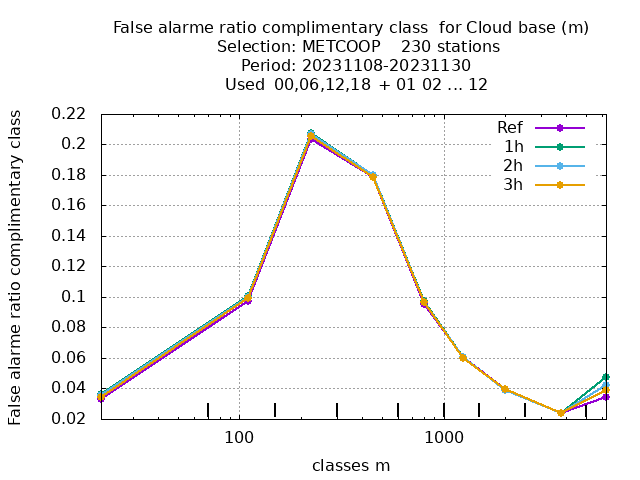 False alarme ratio complimentary class  for Cloud base (m)
Selection: METCOOP    230 stations
Period: 20231108-20231130
Used  00,06,12,18 + 01 02 ... 12
False alarme ratio complimentary class
0.22
0.2
0.18
0.16
0.14
0.12
0.1
0.08
0.06
0.04
0.02
Ref
1h
2h
3h
100
1000
classes m